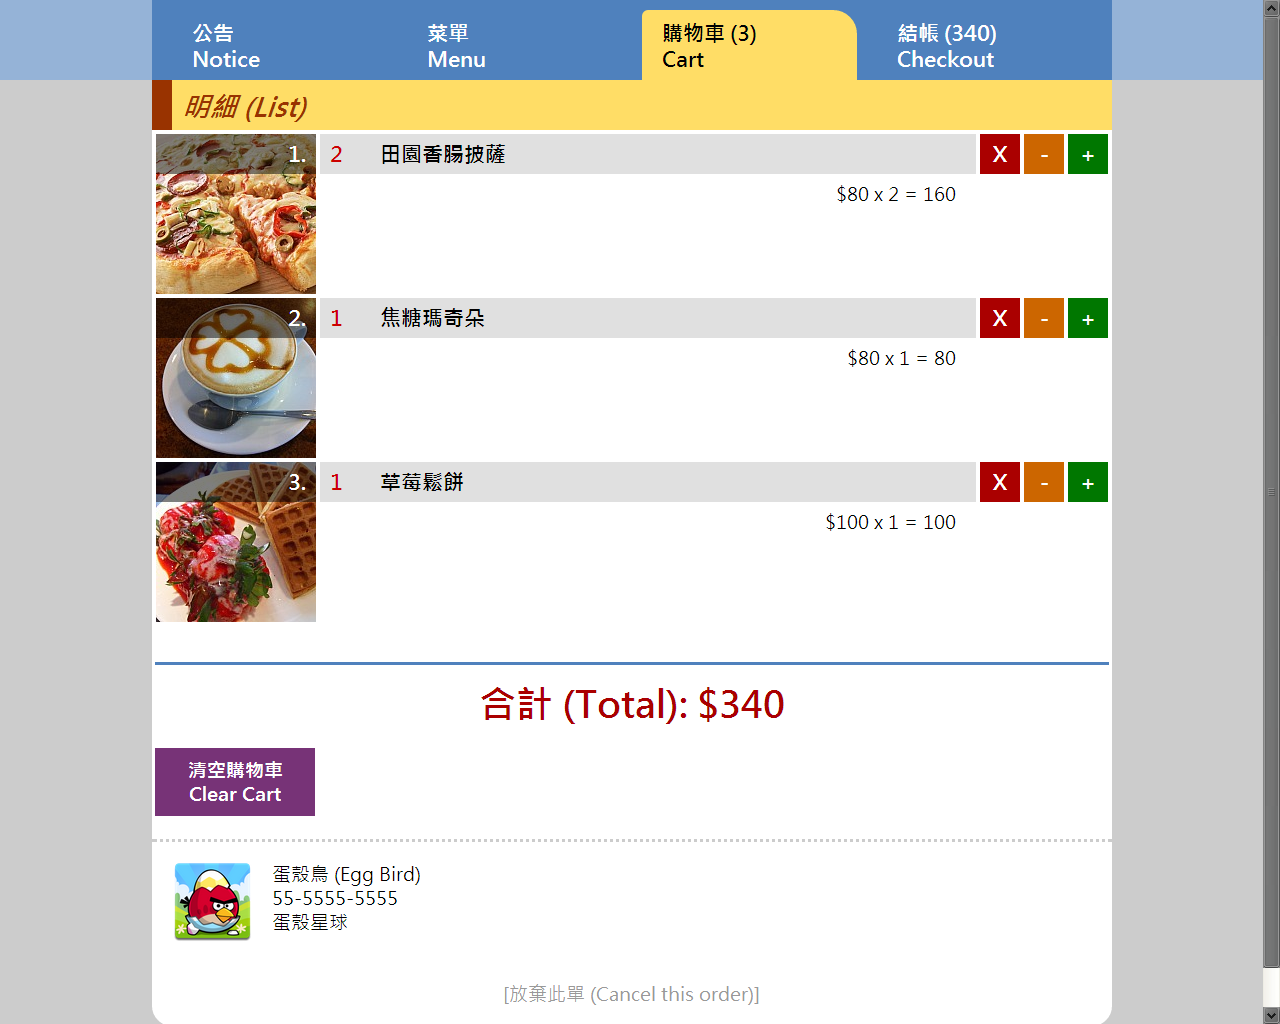 公告
Notice
菜單
Menu
購物車 (3)
Cart
結帳 (340)
Checkout
明細 (List)
1.
2 田園香腸披薩
X - +
$80 x 2 = 160
2.
1 焦糖瑪奇朵
X - +
$80 x 1 = 80
3.
1 草莓鬆餅
X - +
$100 x 1 = 100
合計 (Total): $340
清空購物車
Clear Cart
蛋殼鳥 (Egg Bird)
55-5555-5555
蛋殼星球
[放棄此單 (Cancel this order)]